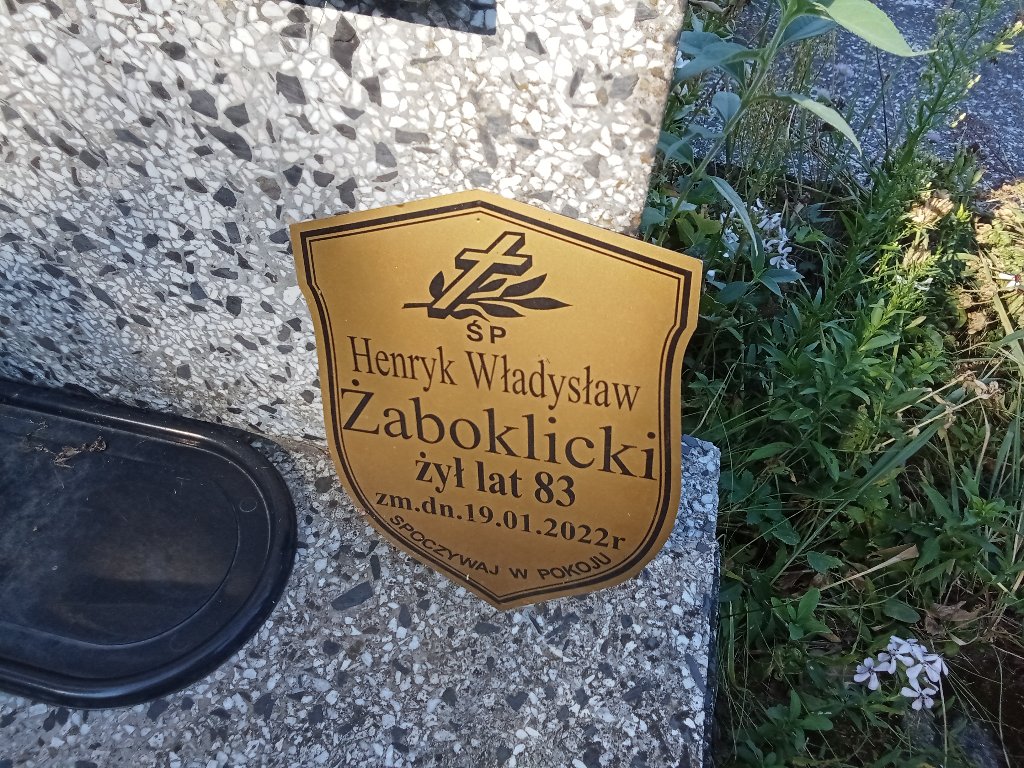 ŚP
Henryk Władysław
Żaboklicki
żył lat 83
zm.dn.19.01.2022r
SPOCZYWAJ W POKOJU